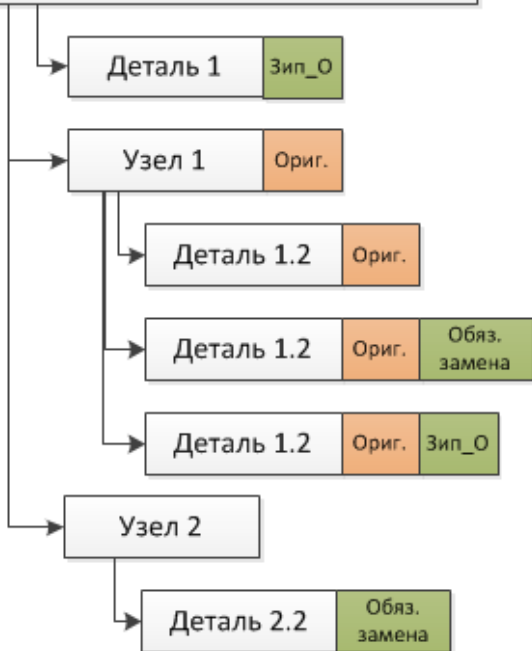 Деталь 1 Зип_О
Узел 1 Ориг.
Деталь 1.2 Ориг.
Деталь 1.2 Ориг. Обяз.
замена
Деталь 1.2 Ориг. Зип_О
Узел 2
Деталь 2.2 Обяз.
замена